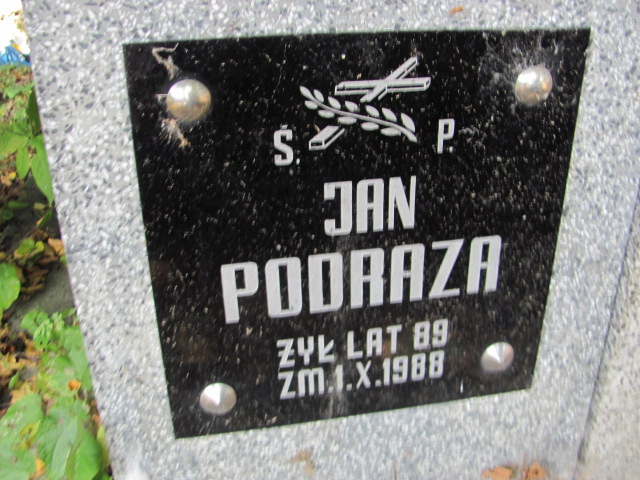 Ś. P.
JAN
PODRAZA
ŻYŁ LAT 89
ZM.1.X.1988